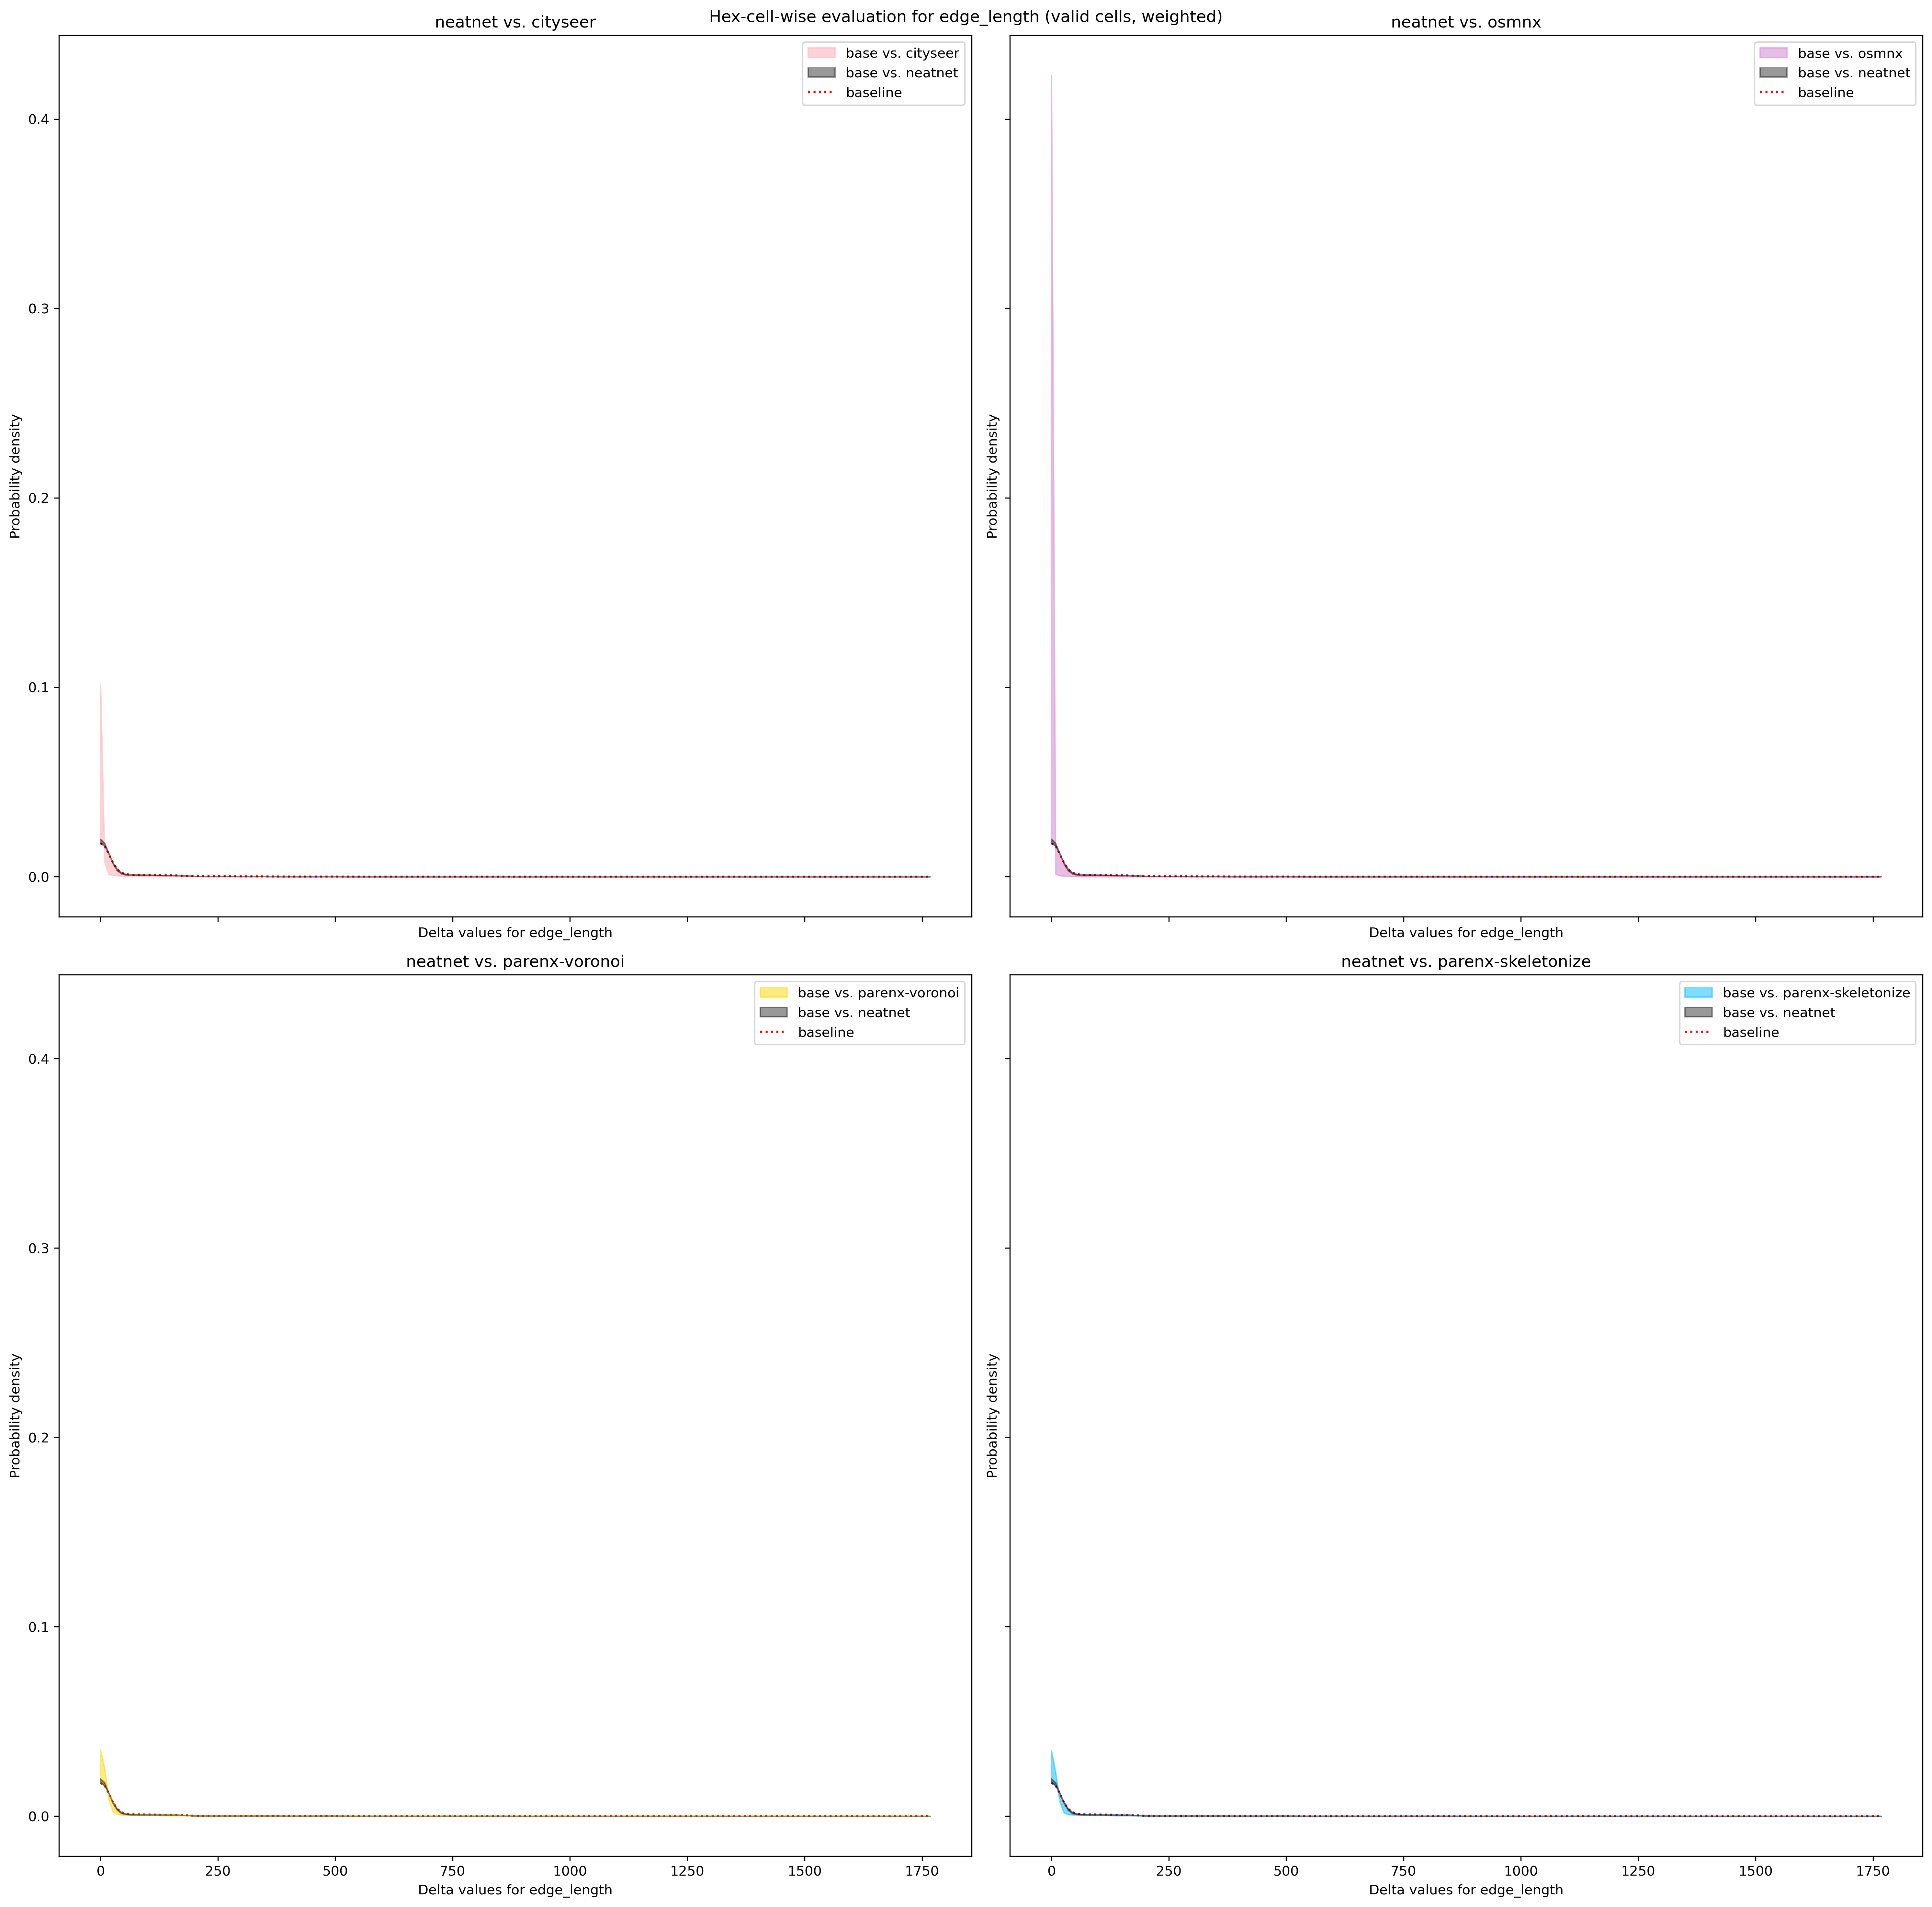 Hex-cell-wise evaluation for edge_length (valid cells, weighted)
neatnet vs. cityseer
base vs. cityseer
base vs. neatnet
baseline
Probability density
0.4
0.3
0.2
0.1
0.0
Delta values for edge_length
neatnet vs. osmnx
base vs. osmnx
base vs. neatnet
baseline
Probability density
Delta values for edge_length
neatnet vs. parenx-voronoi
base vs. parenx-voronoi
base vs. neatnet
baseline
Probability density
0.4
0.3
0.2
0.1
0.0
0 250 500 750 1000 1250 1500 1750
Delta values for edge_length
neatnet vs. parenx-skeletonize
base vs. parenx-skeletonize
base vs. neatnet
baseline
Probability density
0 250 500 750 1000 1250 1500 1750
Delta values for edge_length